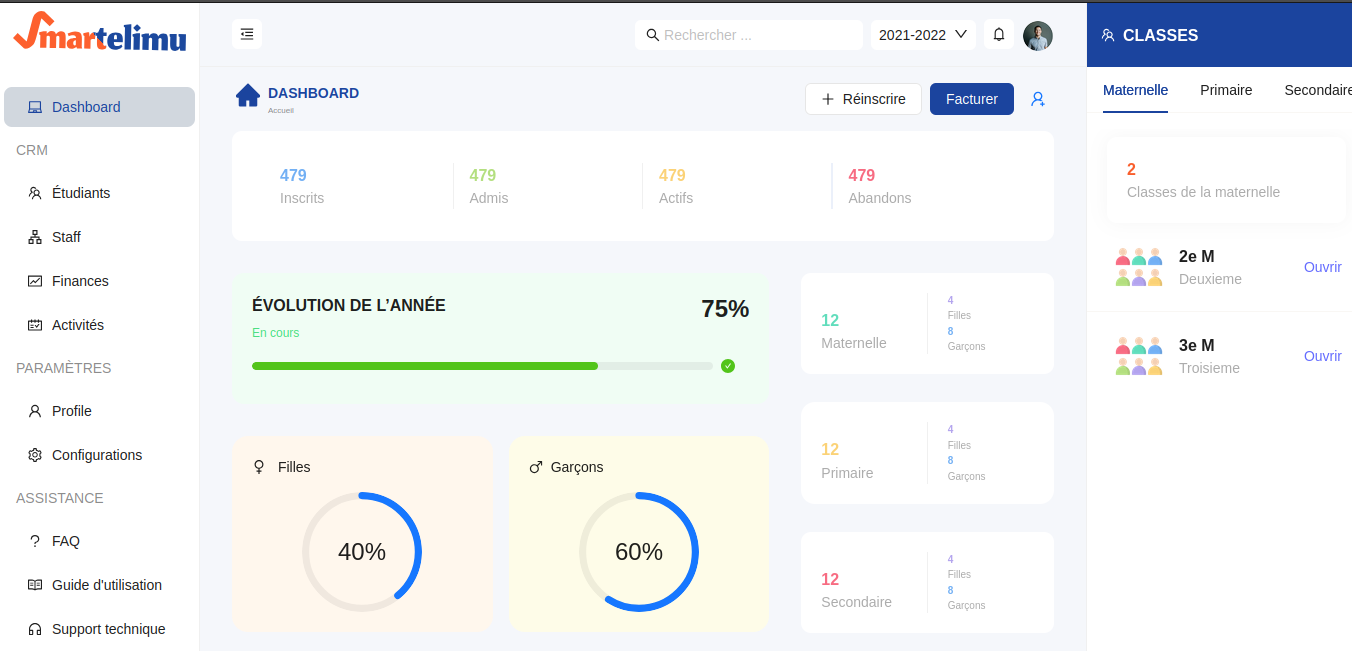 Smartelimu
Dashboard
CRM
Étudiants
Staff
Finances
Activités
PARAMÈTRES
Profile
Configurations
ASSISTANCE
FAQ
Guide d'utilisation
Support technique
Rechercher ...
2021-2022
DASHBOARD
Accueil
Réinscrire
Facturer
479
Inscrits
479
Admis
479
Actifs
479
Abandons
ÉVOLUTION DE L’ANNÉE
75%
En cours
Filles
40%
Garçons
60%
12
Maternelle
4
Filles
8
Garçons
12
Primaire
4
Filles
8
Garçons
12
Secondaire
4
Filles
8
Garçons
CLASSES
Maternelle Primaire Secondaire
2
Classes de la maternelle
2e M
Deuxieme
Ouvrir
3e M
Troisieme
Ouvrir